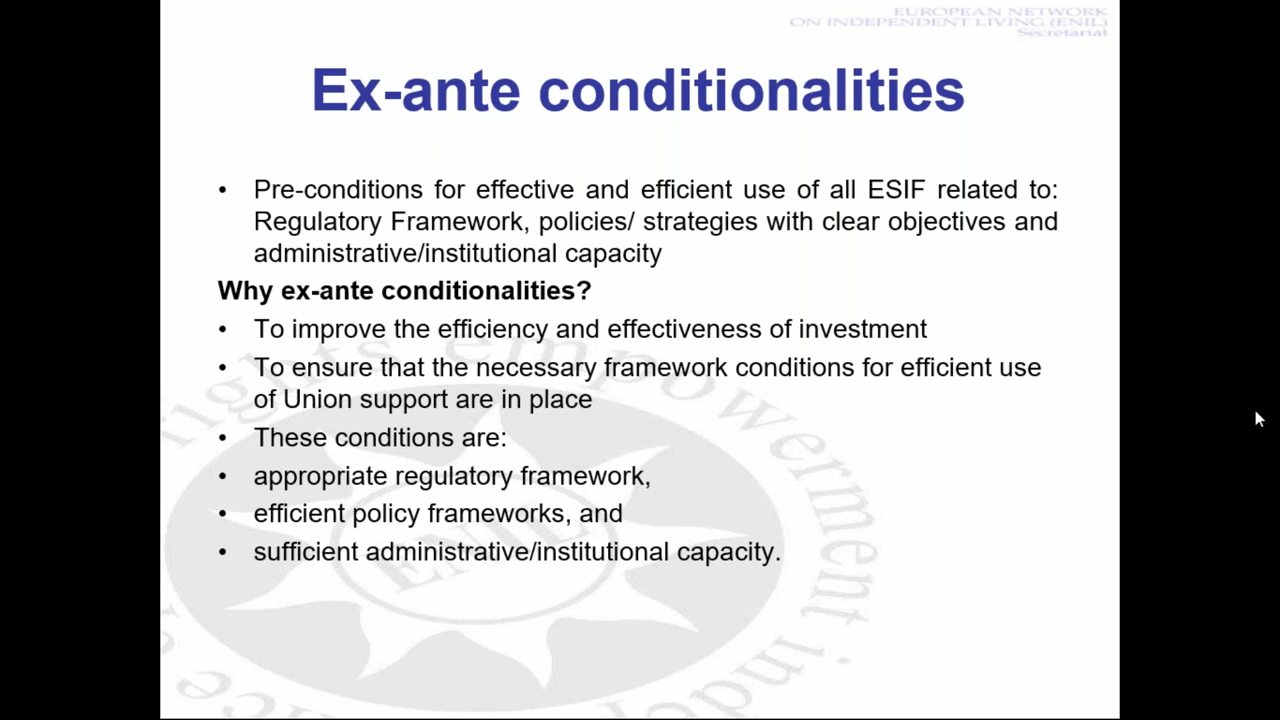 EUROPEAN NETWORK
ON INDEPENDENT LIVING (ENIL)
Secretariat
Ex-ante conditionalities
• Pre-conditions for effective and efficient use of all ESIF related to:
Regulatory Framework, policies/ strategies with clear objectives and
administrative/institutional capacity
Why ex-ante conditionalities?
• To improve the efficiency and effectiveness of investment
• To ensure that the necessary framework conditions for efficient use
of Union support are in place
• These conditions are:
• appropriate regulatory framework,
• efficient policy frameworks, and
• sufficient administrative/institutional capacity.
rights empowerment
ENIL